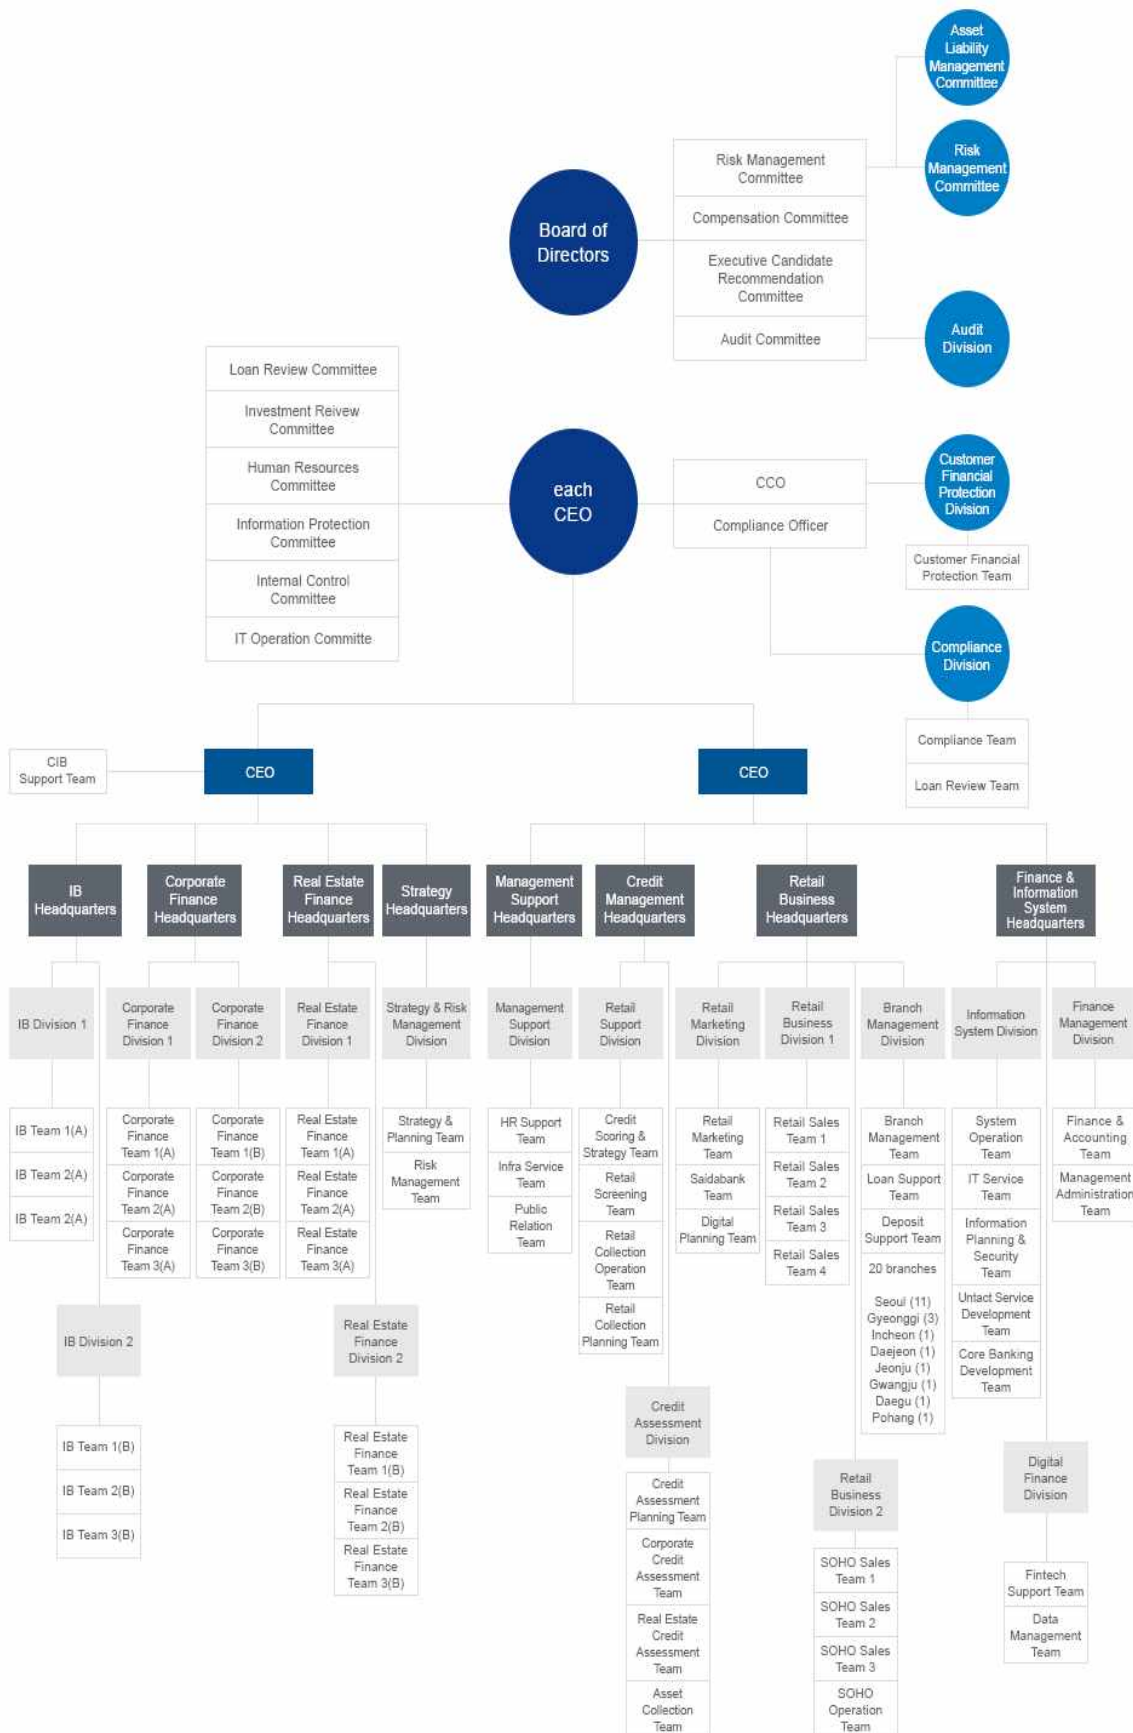 Asset
Liability
Management
Committee
Risk Management
Committee
Risk
Management
Committee
Compensation Committee
Board of
Directors
Executive Candidate
Recommendation
Committee
Audit Committee
Audit
Division
Loan Review Committee
Investment Reivew
Committee
Human Resources
Committee
Information Protection
Committee
Internal Control
Committee
IT Operation Committe
each
CEO
CCO
Compliance Officer
Customer
Financial
Protection
Division
Customer Financial
Protection Team
Compliance
Division
Compliance Team
Loan Review Team
CIB
Support Team
CEO
CEO
IB
Headquarters
Corporate
Finance
Headquarters
Real Estate
Finance
Headquarters
Strategy
Headquarters
Management
Support
Headquarters
Credit
Management
Headquarters
Retail
Business
Headquarters
Finance &
Information
System
Headquarters
IB Division 1
Corporate
Finance
Division 1
Corporate
Finance
Division 2
Real Estate
Finance
Division 1
Strategy & Risk
Management
Division
Management
Support
Division
Retail
Support
Division
Retail
Marketing
Division
Retail
Business
Division 1
Branch
Management
Division
Information
System Division
Finance
Management
Division
IB Team 1(A)
IB Team 2(A)
IB Team 2(A)
Corporate
Finance
Team 1(A)
Corporate
Finance
Team 2(A)
Corporate
Finance
Team 3(A)
Corporate
Finance
Team 1(B)
Corporate
Finance
Team 2(B)
Corporate
Finance
Team 3(B)
Real Estate
Finance
Team 1(A)
Real Estate
Finance
Team 2(A)
Real Estate
Finance
Team 3(A)
Strategy &
Planning Team
Risk
Management
Team
HR Support
Team
Infra Service
Team
Public
Relation
Team
Credit
Scoring &
Strategy Team
Retail
Screening
Team
Retail
Collection
Operation
Team
Retail
Collection
Planning Team
Retail
Marketing
Team
Saidabank
Team
Digital
Planning Team
Retail Sales
Team 1
Retail Sales
Team 2
Retail Sales
Team 3
Retail Sales
Team 4
Branch
Management
Team
Loan Support
Team
Deposit
Support Team
20 branches
Seoul (11)
Gyeonggi (3)
Incheon (1)
Daejeon (1)
Jeonju (1)
Gwangju (1)
Daegu (1)
Pohang (1)
System
Operation
Team
IT Service
Team
Information
Planning &
Security
Team
Untact Service
Development
Team
Core Banking
Development
Team
Finance &
Accounting
Team
Management
Administration
Team
IB Division 2
Real Estate
Finance
Division 2
Credit
Assessment
Division
Retail
Business
Division 2
Digital
Finance
Division
IB Team 1(B)
IB Team 2(B)
IB Team 3(B)
Real Estate
Finance
Team 1(B)
Real Estate
Finance
Team 2(B)
Real Estate
Finance
Team 3(B)
Credit
Assessment
Planning Team
Corporate
Credit
Assessment
Team
Real Estate
Credit
Assessment
Team
Asset
Collection
Team
SOHO Sales
Team 1
SOHO Sales
Team 2
SOHO Sales
Team 3
SOHO
Operation
Team
Fintech
Support Team
Data
Management
Team